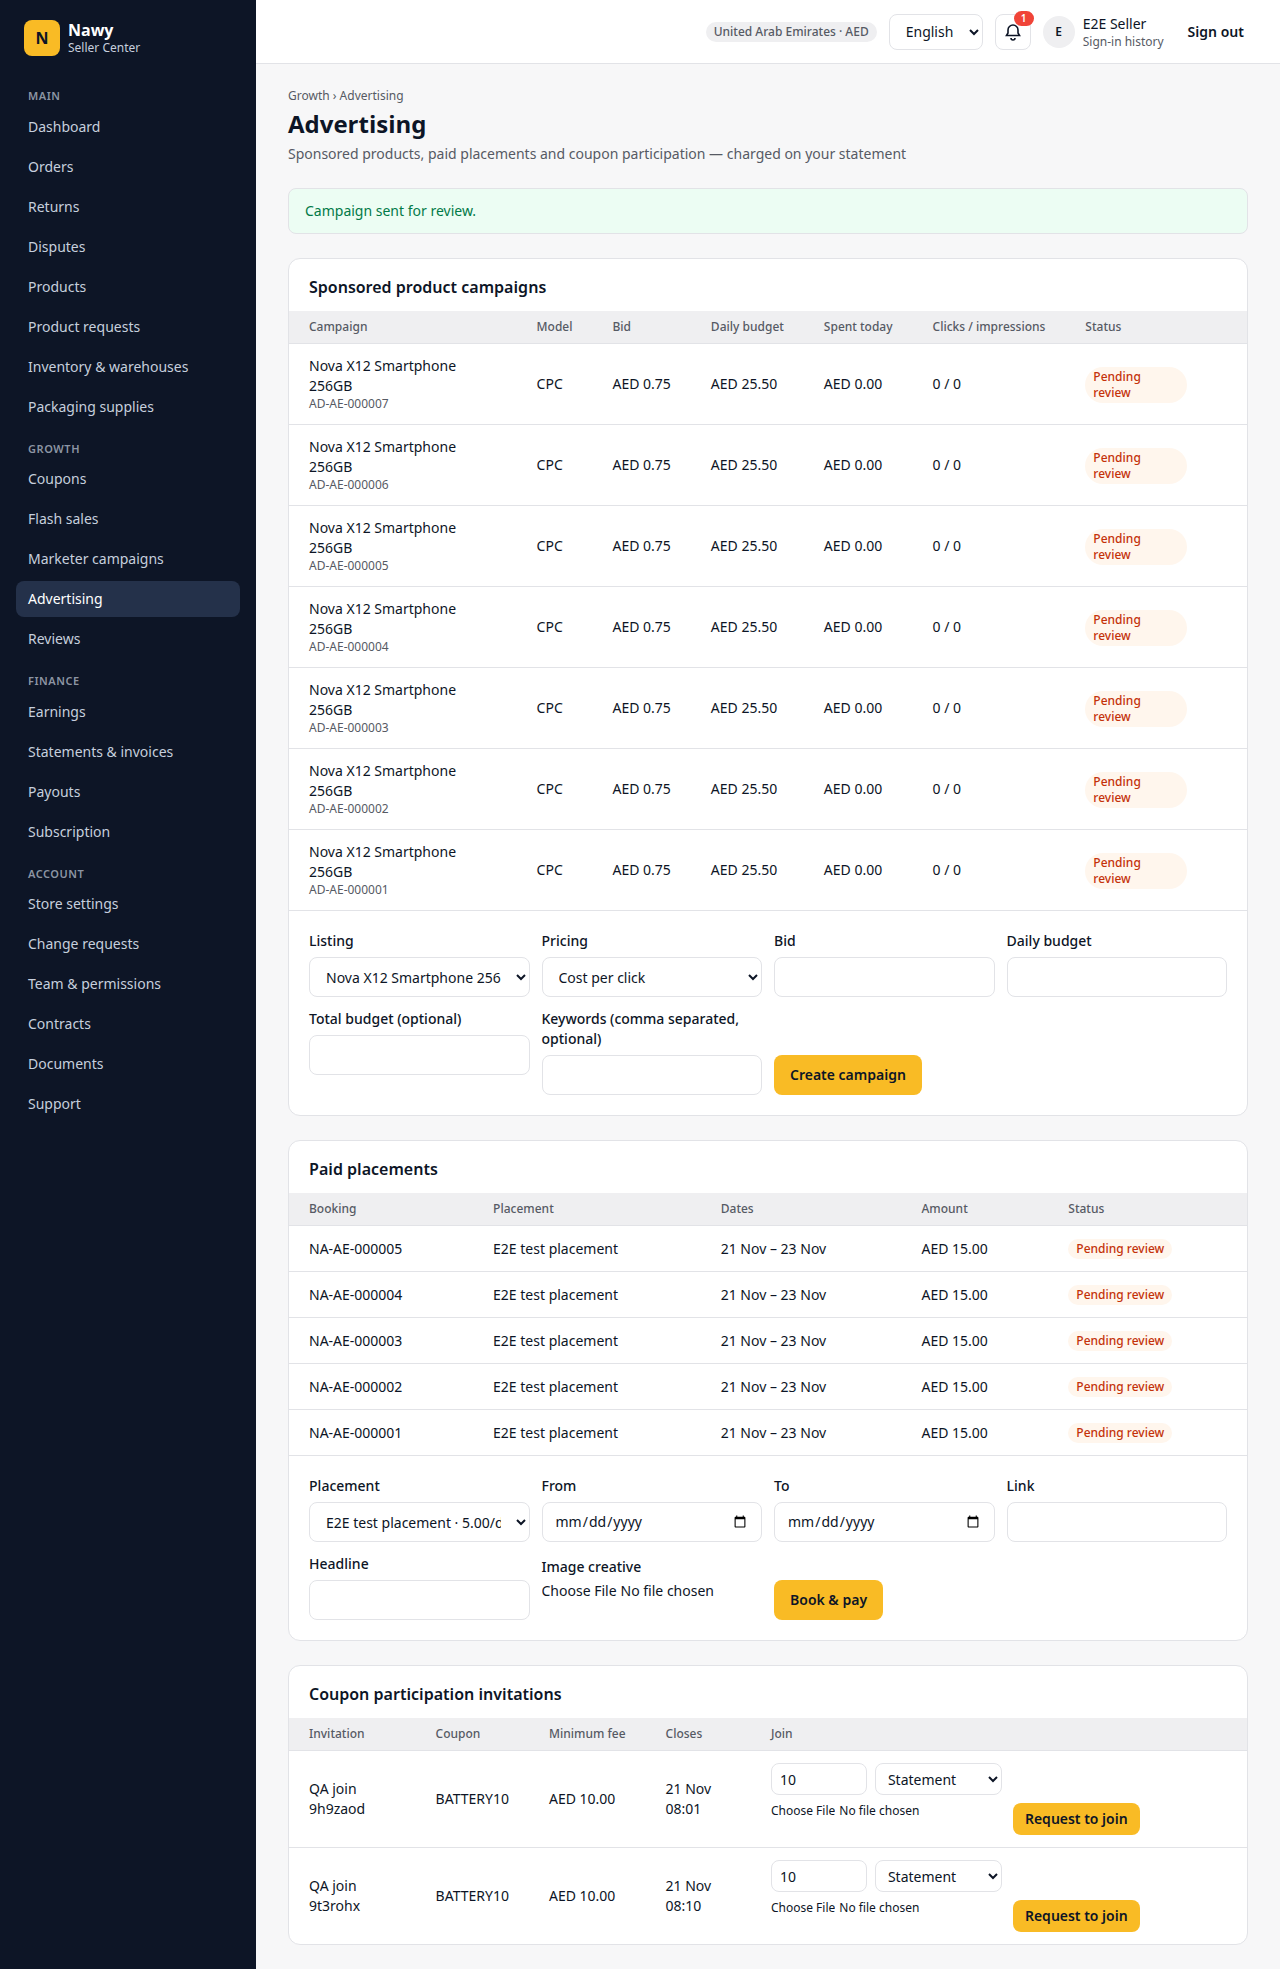 N
Nawy
Seller Center
MAIN
Dashboard
Orders
Returns
Disputes
Products
Product requests
Inventory & warehouses
Packaging supplies
GROWTH
Coupons
Flash sales
Marketer campaigns
Advertising
Reviews
FINANCE
Earnings
Statements & invoices
Payouts
Subscription
ACCOUNT
Store settings
Change requests
Team & permissions
Contracts
Documents
Support
United Arab Emirates · AED
English
1
E
E2E Seller
Sign-in history
Sign out
Growth › Advertising
Advertising
Sponsored products, paid placements and coupon participation — charged on your statement
Campaign sent for review.
Sponsored product campaigns
Campaign Model Bid Daily budget Spent today Clicks / impressions Status
Nova X12 Smartphone
256GB
AD-AE-000007
CPC AED 0.75 AED 25.50 AED 0.00 0 / 0
Pending
review
Nova X12 Smartphone
256GB
AD-AE-000006
CPC AED 0.75 AED 25.50 AED 0.00 0 / 0
Pending
review
Nova X12 Smartphone
256GB
AD-AE-000005
CPC AED 0.75 AED 25.50 AED 0.00 0 / 0
Pending
review
Nova X12 Smartphone
256GB
AD-AE-000004
CPC AED 0.75 AED 25.50 AED 0.00 0 / 0
Pending
review
Nova X12 Smartphone
256GB
AD-AE-000003
CPC AED 0.75 AED 25.50 AED 0.00 0 / 0
Pending
review
Nova X12 Smartphone
256GB
AD-AE-000002
CPC AED 0.75 AED 25.50 AED 0.00 0 / 0
Pending
review
Nova X12 Smartphone
256GB
AD-AE-000001
CPC AED 0.75 AED 25.50 AED 0.00 0 / 0
Pending
review
Listing Pricing Bid Daily budget
Nova X12 Smartphone 256 Cost per click
Total budget (optional)
Keywords (comma separated,
optional)
Create campaign
Paid placements
Booking Placement Dates Amount Status
NA-AE-000005 E2E test placement 21 Nov – 23 Nov AED 15.00 Pending review
NA-AE-000004 E2E test placement 21 Nov – 23 Nov AED 15.00 Pending review
NA-AE-000003 E2E test placement 21 Nov – 23 Nov AED 15.00 Pending review
NA-AE-000002 E2E test placement 21 Nov – 23 Nov AED 15.00 Pending review
NA-AE-000001 E2E test placement 21 Nov – 23 Nov AED 15.00 Pending review
Placement From To Link
E2E test placement · 5.00/ mm/dd/yyyy mm/dd/yyyy
Headline Image creative
Choose File No file chosen
Book & pay
Coupon participation invitations
Invitation Coupon Minimum fee Closes Join
QA join
9h9zaod
BATTERY10 AED 10.00
21 Nov
08:01
10 Statement
Choose File No file chosen
Request to join
QA join
9t3rohx
BATTERY10 AED 10.00
21 Nov
08:10
10 Statement
Choose File No file chosen
Request to join